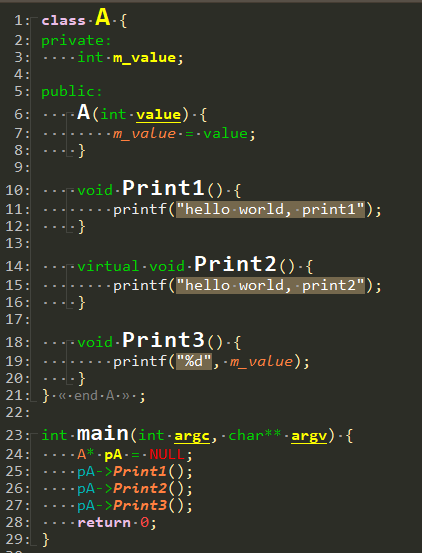 1: class A {
2: private:
3:     int m_value;
4:
5: public:
6:     A(int value) {
7:         m_value = value;
8:     }
9:
10:     void Print1() {
11:         printf("hello world, print1");
12:     }
13:
14:     virtual void Print2() {
15:         printf("hello world, print2");
16:     }
17:
18:     void Print3() {
19:         printf("%d", m_value);
20:     }
21: } « end A » ;
22:
23: int main(int argc, char** argv) {
24:     A* pA = NULL;
25:     pA->Print1();
26:     pA->Print2();
27:     pA->Print3();
28:     return 0;
29: }